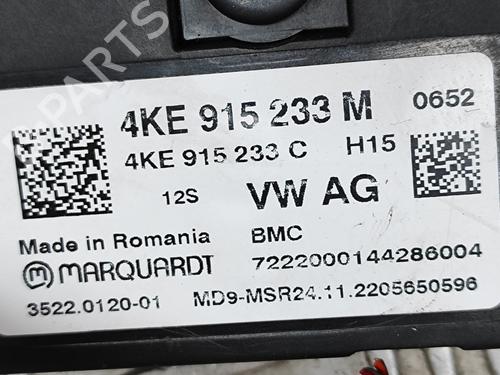 4KE 915 233 M 0652
4KE 915 233 C H15
12S VW AG
Made in Romania BMC
MARQUARDT 7222000144286004
3522.0120-01 MD9-MSR24.11.2205650596